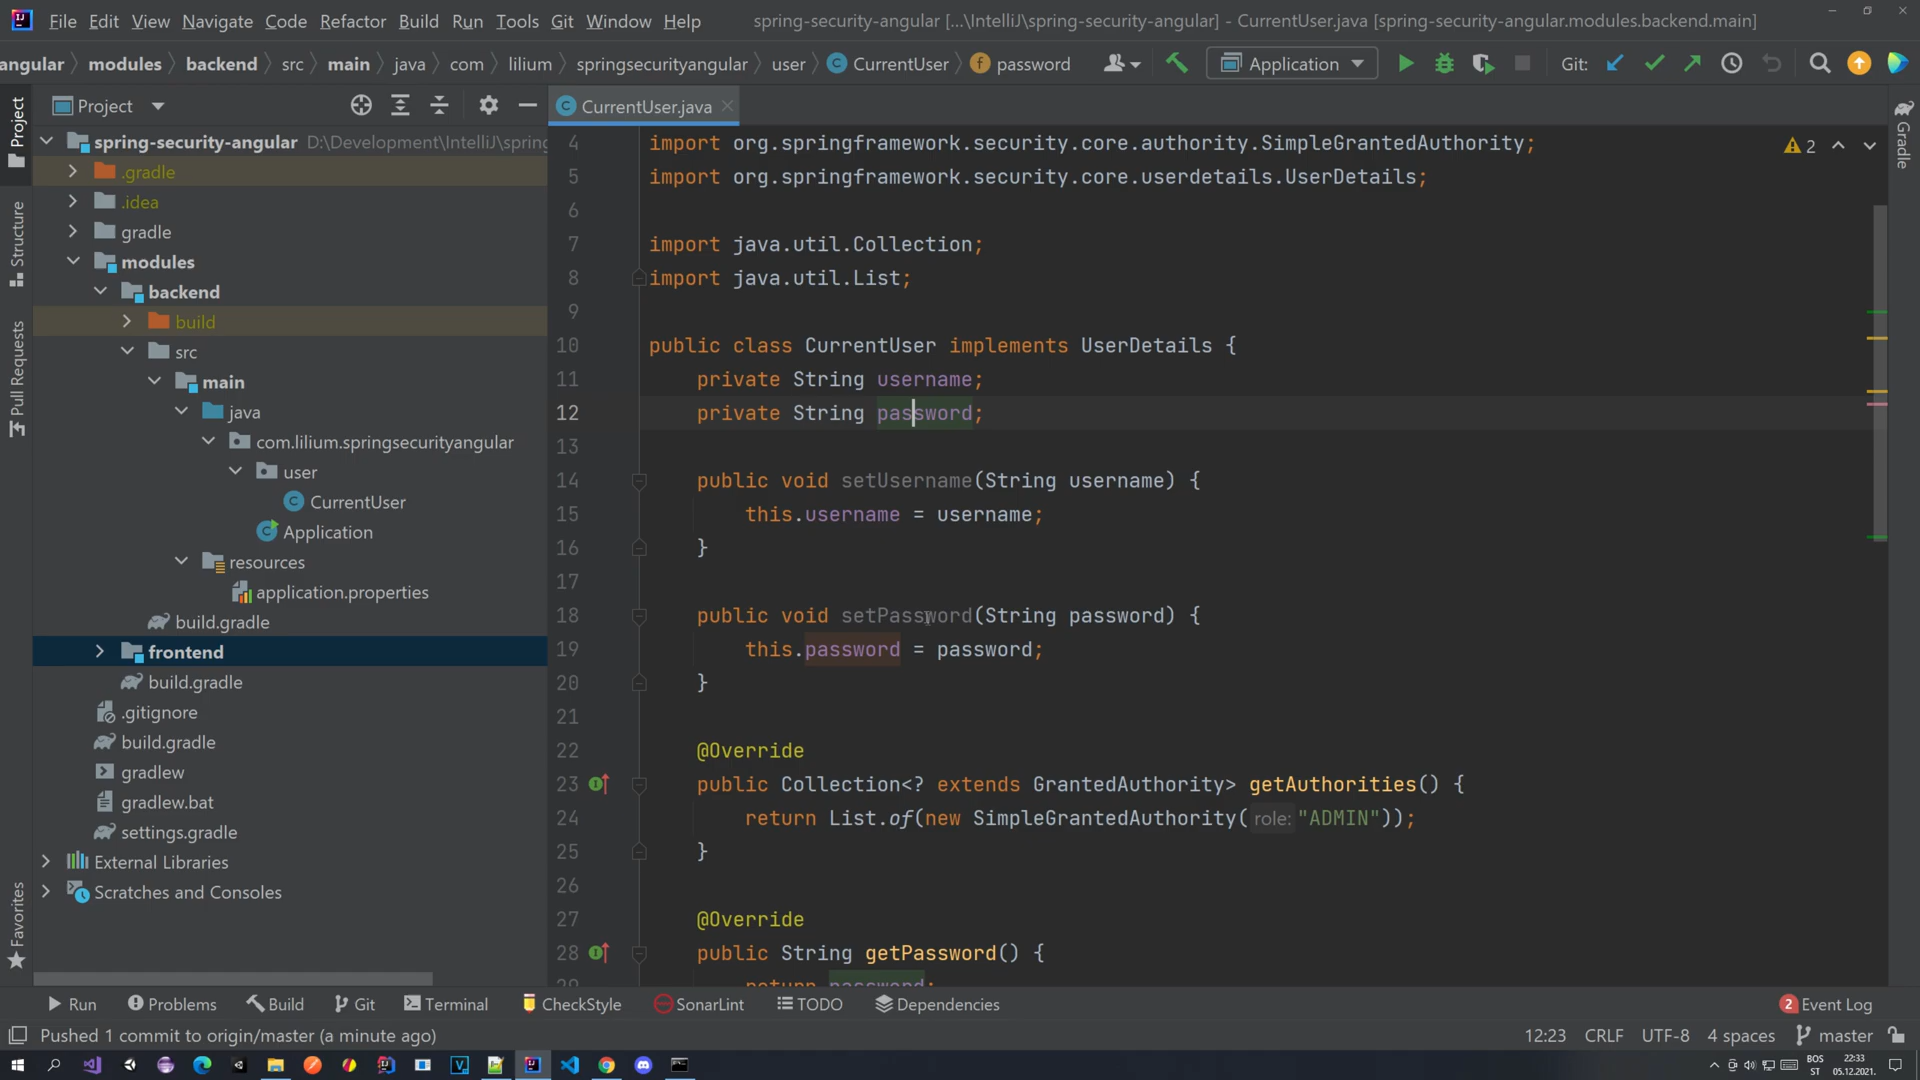 File Edit View Navigate Code Refactor Build Run Tools Git Window Help spring-security-angular [...\IntelliJ\spring-security-angular] - CurrentUser.java [spring-security-angular.modules.backend.main]
angular modules backend src main java com lilium springsecurityangular user CurrentUser password Application Git:
Project
CurrentUser.java
spring-security-angular D:\Development\IntelliJ\spring
.gradle
.idea
gradle
modules
backend
build
src
main
java
com.lilium.springsecurityangular
user
CurrentUser
Application
resources
application.properties
build.gradle
frontend
build.gradle
.gitignore
build.gradle
gradlew
gradlew.bat
settings.gradle
External Libraries
Scratches and Consoles
Project
Structure
Pull Requests
Favorites
4 import org.springframework.security.core.authority.SimpleGrantedAuthority;
5 import org.springframework.security.core.userdetails.UserDetails;
6
7 import java.util.Collection;
8 import java.util.List;
9
10 public class CurrentUser implements UserDetails {
11 private String username;
12 private String password;
13
14 public void setUsername(String username) {
15 this.username = username;
16 }
17
18 public void setPassword(String password) {
19 this.password = password;
20 }
21
22 @Override
23 public Collection<? extends GrantedAuthority> getAuthorities() {
24 return List.of(new SimpleGrantedAuthority( role: "ADMIN"));
25 }
26
27 @Override
28 public String getPassword() {
29 return password;
2
Gradle
Run Problems Build Git Terminal CheckStyle SonarLint TODO Dependencies 2 Event Log
Pushed 1 commit to origin/master (a minute ago) 12:23 CRLF UTF-8 4 spaces master
BOS
ST
22:33
05.12.2021.